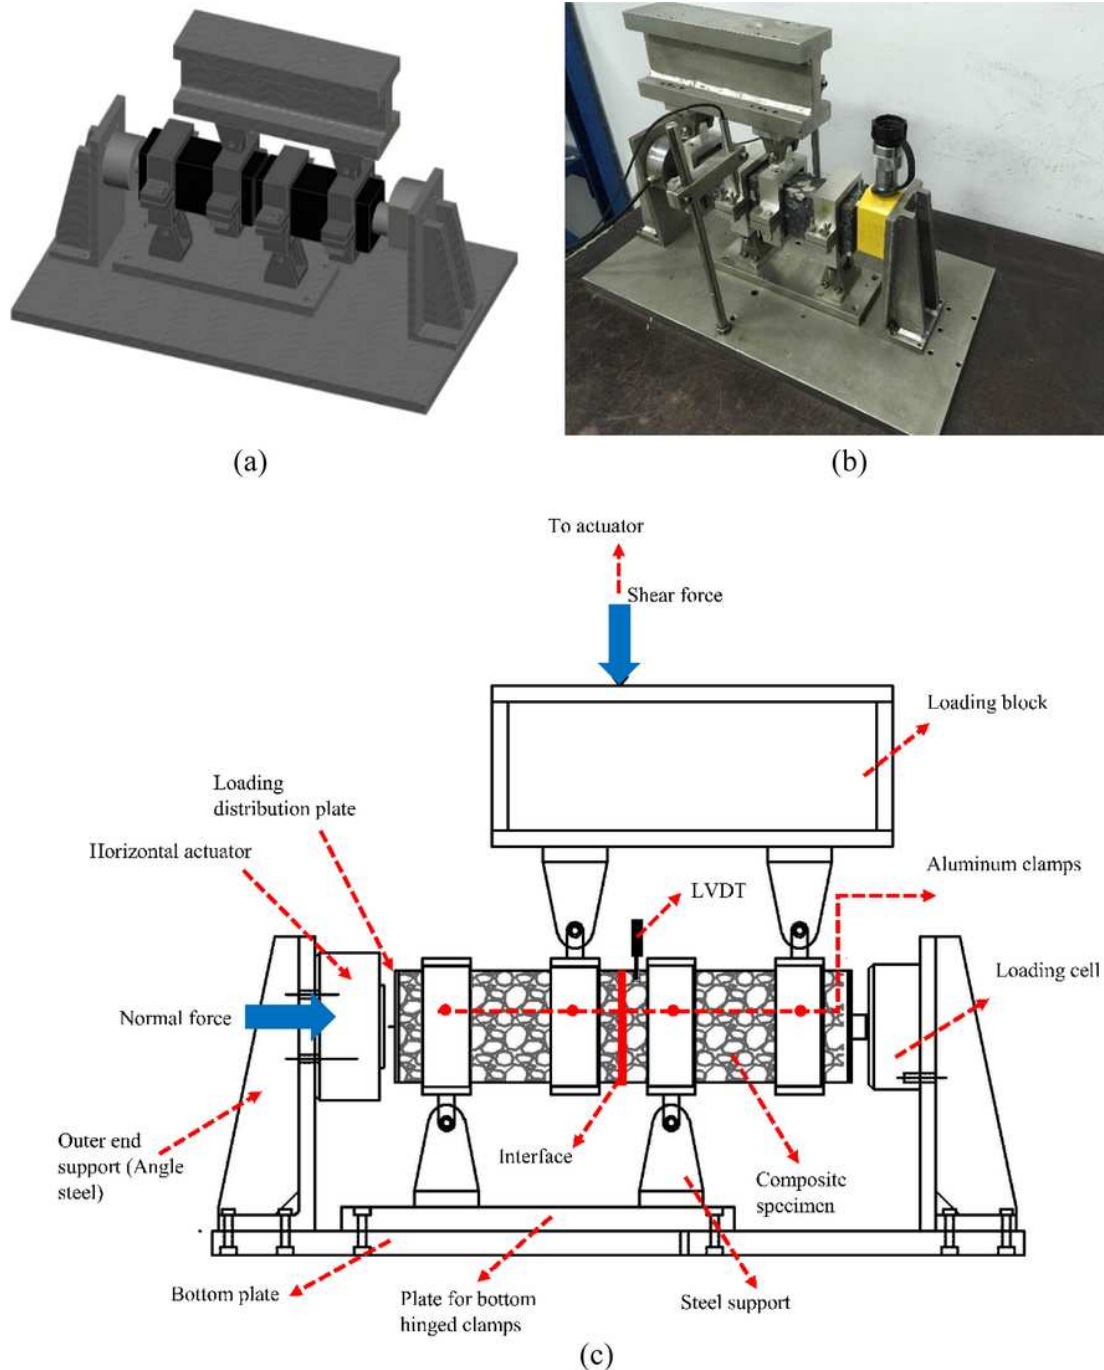 (a)
(b)
To actuator
Shear force
Loading block
Loading
distribution plate
Horizontal actuator
Aluminum clamps
LVDT
Loading cell
Normal force
Outer end
support (Angle
steel)
Interface
Composite
specimen
Bottom plate
Plate for bottom
hinged clamps
Steel support
(c)